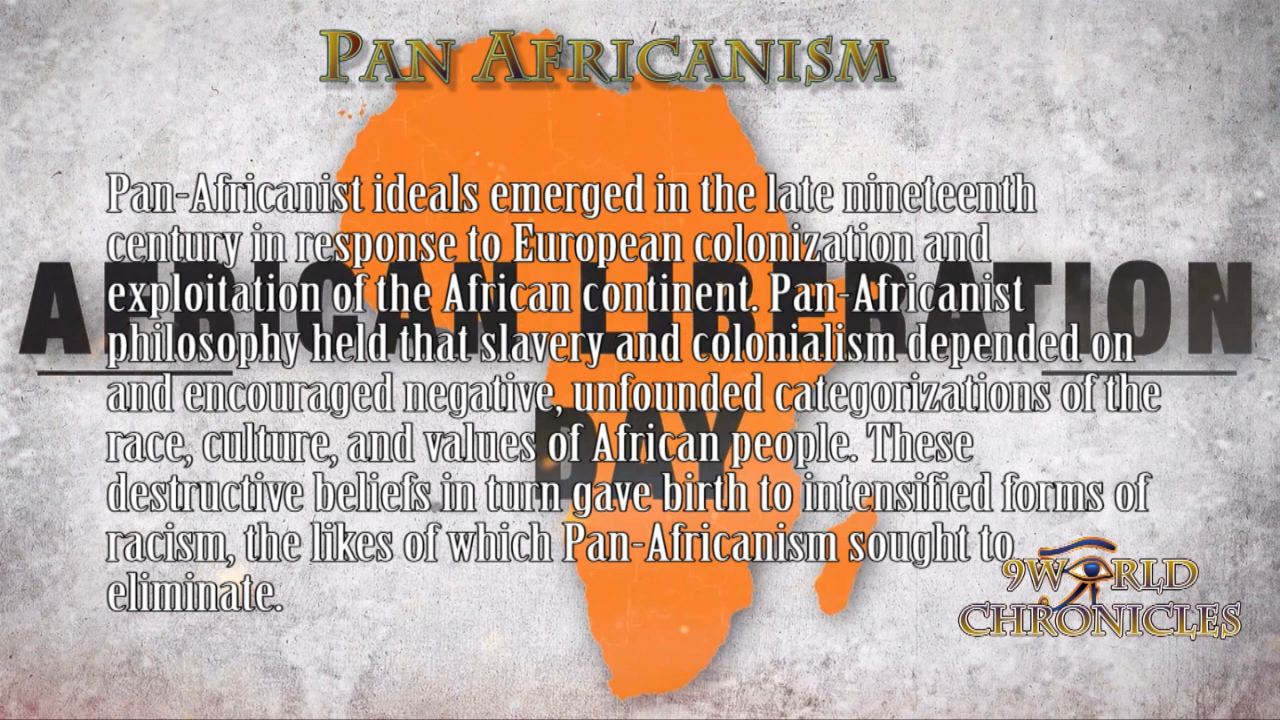 PAN AFRICANISM
Pan-Africanist ideals emerged in the late nineteenth
century in response to European colonization and
exploitation of the African continent. Pan-Africanist
philosophy held that slavery and colonialism depended on
and encouraged negative, unfounded categorizations of the
race, culture, and values of African people. These
destructive beliefs in turn gave birth to intensified forms of
racism, the likes of which Pan-Africanism sought to
eliminate.
AFRICAN LIBERATION
DAY
9WORLD
CHRONICLES